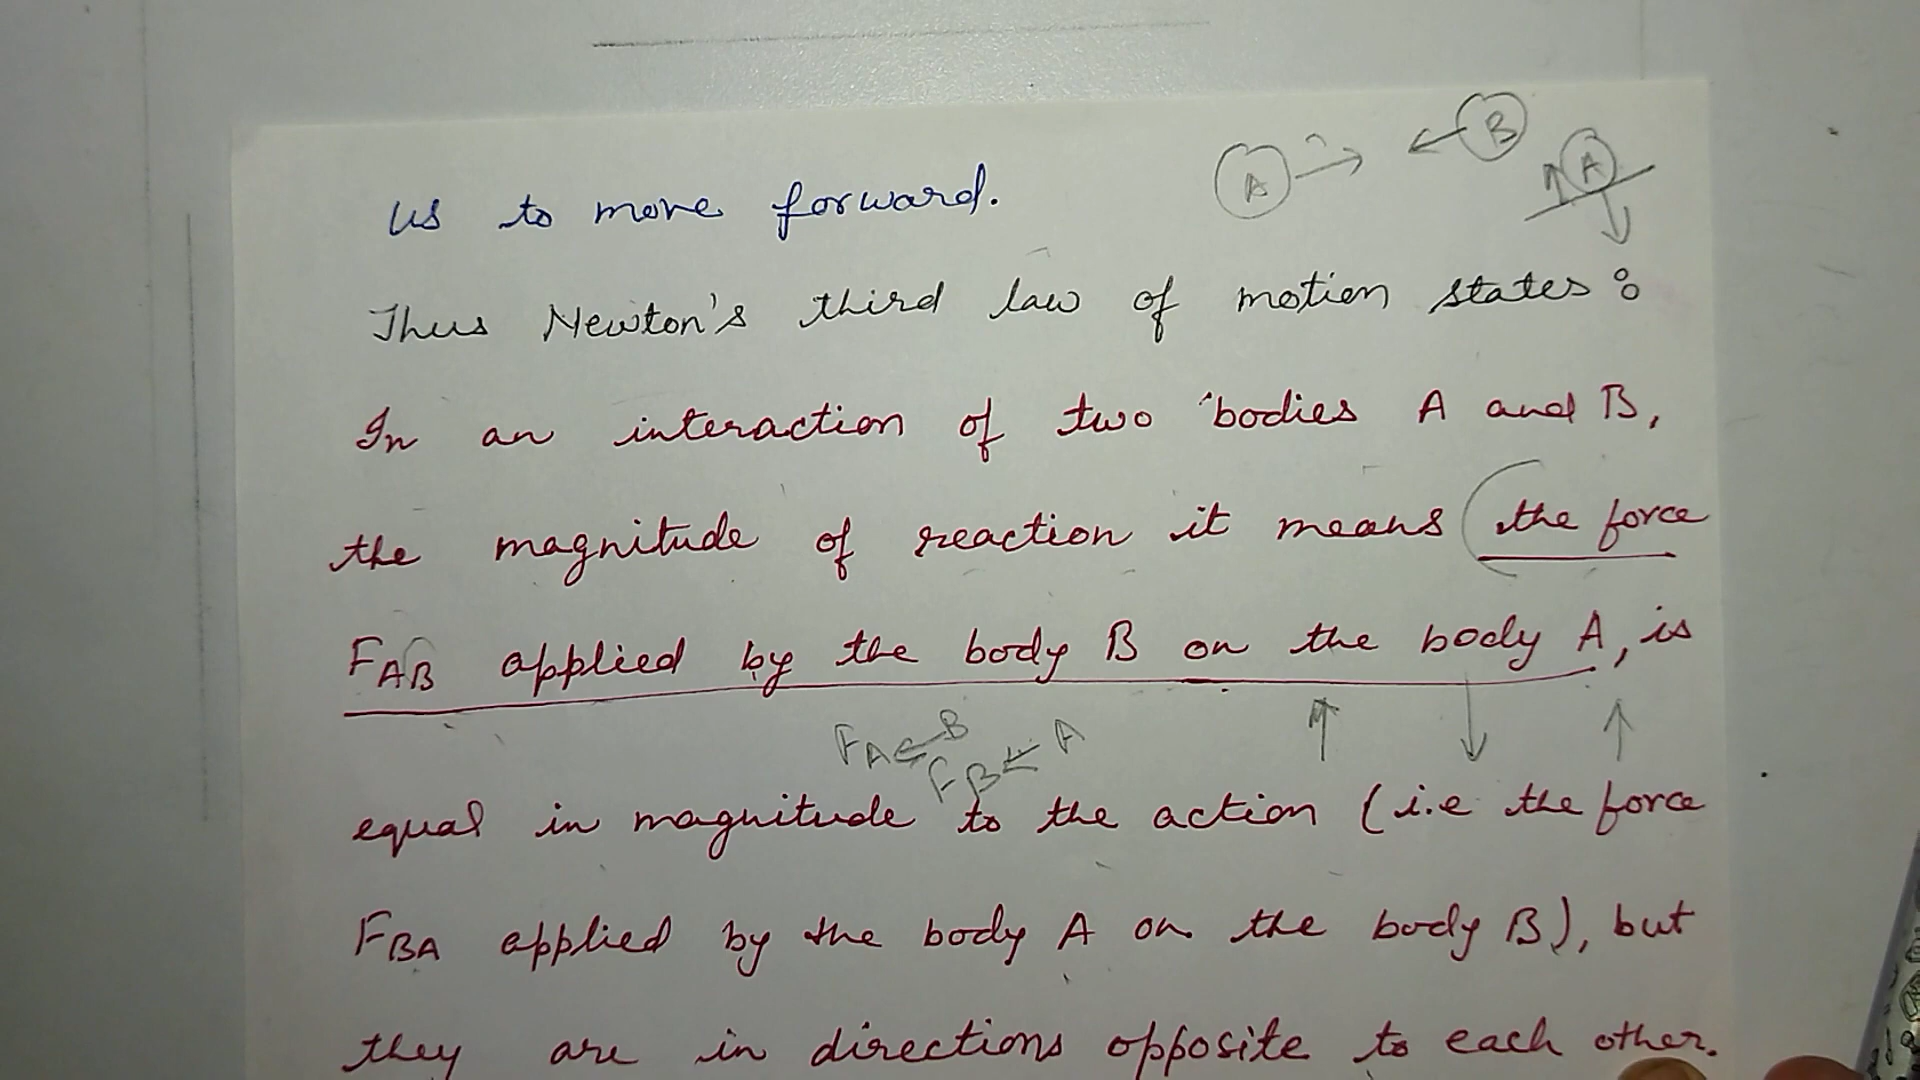 A → ← B
↑ A ↓
us to move forward.
Thus Newton's third law of motion states :
In an interaction of two bodies A and B,
the magnitude of reaction it means (the force
FAB applied by the body B on the body A, is
FA ← B
FB ← A
↑ ↓ ↑
equal in magnitude to the action (i.e the force
FBA applied by the body A on the body B), but
they are in directions opposite to each other.